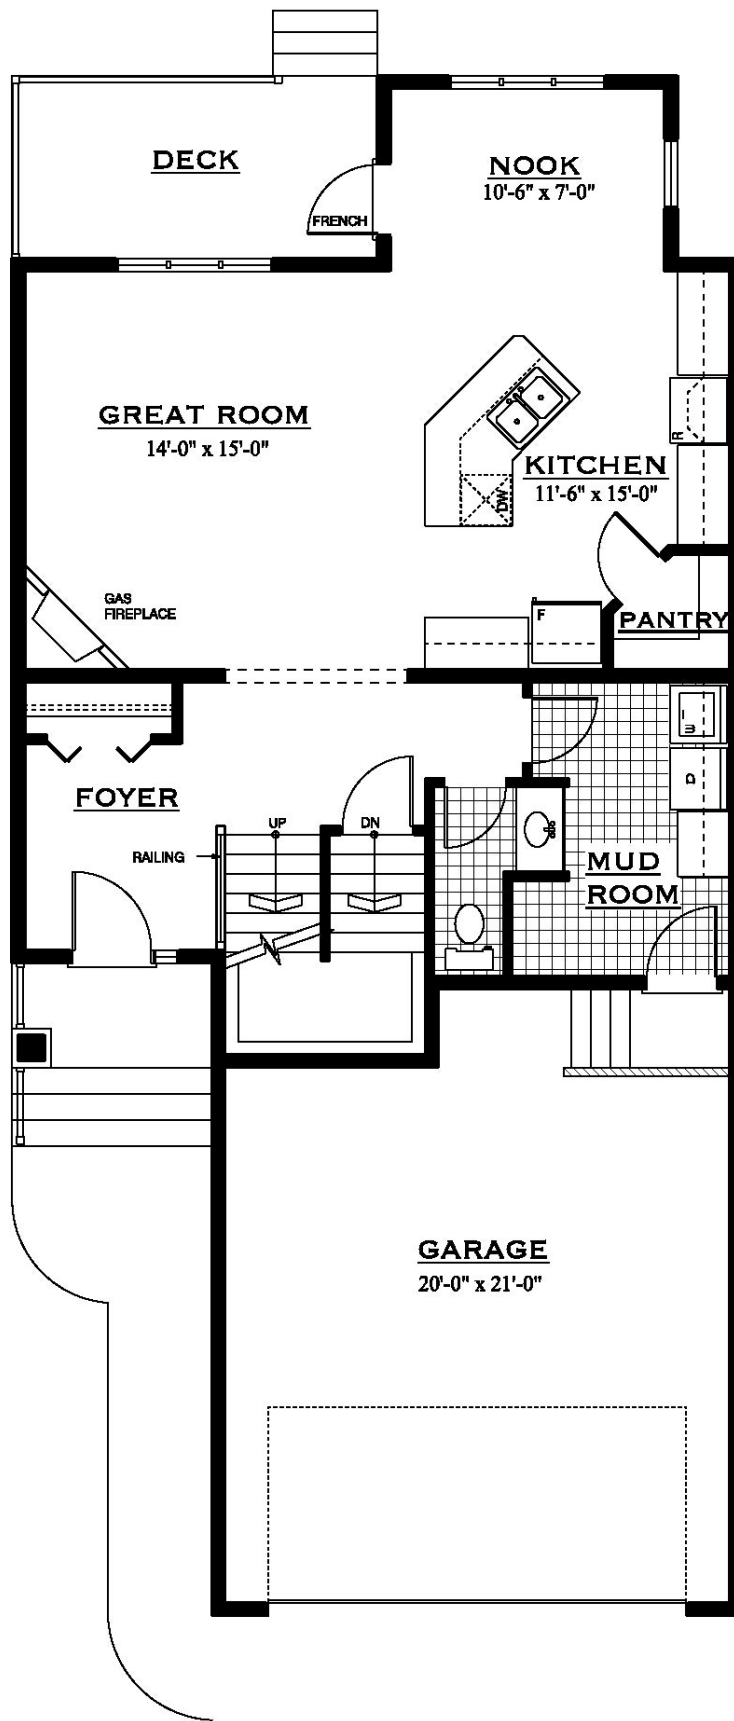 DECK
NOOK
10'-6" x 7'-0"
FRENCH
GREAT ROOM
14'-0" x 15'-0"
R
KITCHEN
11'-6" x 15'-0"
DW
GAS
FIREPLACE
F
PANTRY
W
D
FOYER
UP
DN
RAILING
MUD
ROOM
GARAGE
20'-0" x 21'-0"